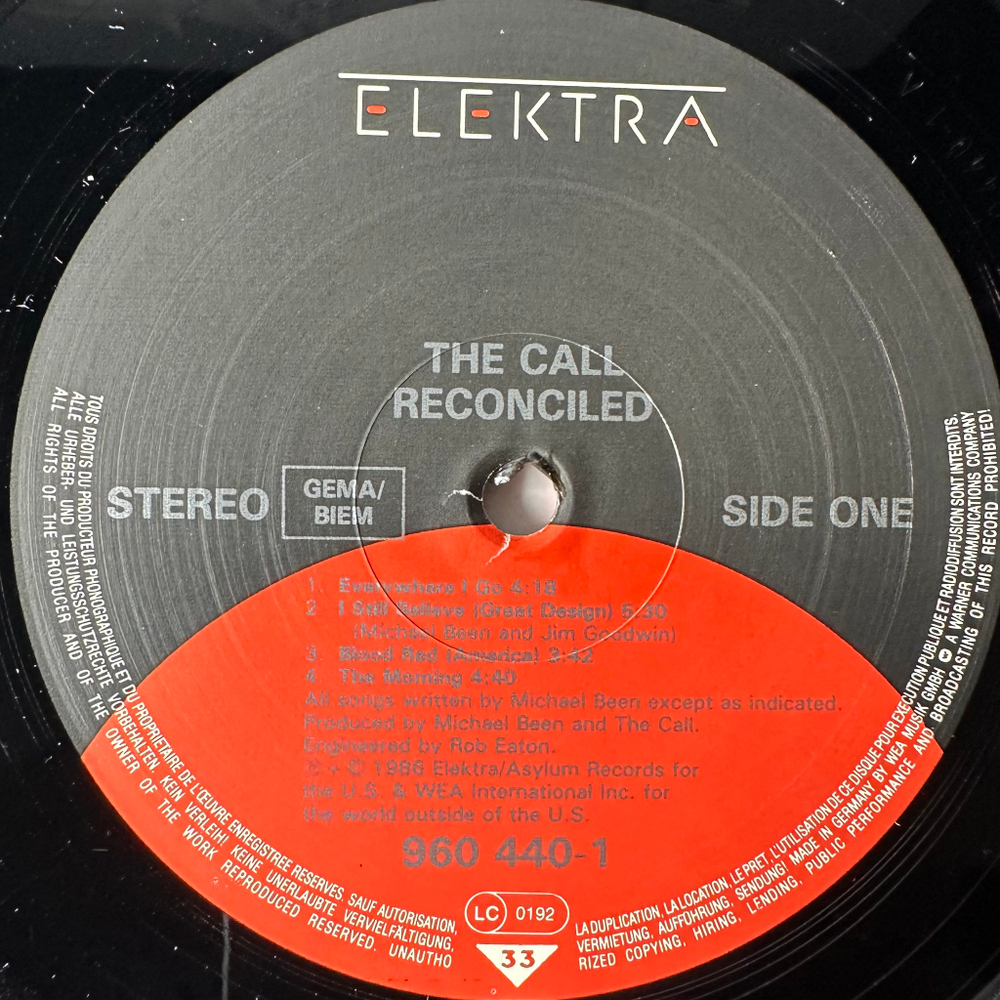 ELEKTRA
THE CALL
RECONCILED
STEREO
GEMA/
BIEM
SIDE ONE
1. Everywhere I Go 4:18
2. I Still Believe (Great Design) 5:30
(Michael Been and Jim Goodwin)
3. Blood Red (America) 3:42
4. The Morning 4:40
All songs written by Michael Been except as indicated.
Produced by Michael Been and The Call.
Engineered by Rob Eaton.
℗ + © 1986 Elektra/Asylum Records for
the U.S. & WEA International Inc. for
the world outside of the U.S.
960 440-1
LC 0192
33
TOUS DROITS DU PRODUCTEUR PHONOGRAPHIQUE ET DU PROPRIETAIRE DE L'ŒUVRE ENREGISTREE RESERVES. SAUF AUTORISATION,
LA DUPLICATION, LA LOCATION, LE PRET, L'UTILISATION DE CE DISQUE POUR EXECUTION PUBLIQUE ET RADIODIFFUSION SONT INTERDITS.
ALLE URHEBER- UND LEISTUNGSSCHUTZRECHTE VORBEHALTEN. KEIN VERLEIH! KEINE UNERLAUBTE VERVIELFÄLTIGUNG,
VERMIETUNG, AUFFÜHRUNG, SENDUNG! MADE IN GERMANY BY WEA MUSIK GMBH A WARNER COMMUNICATIONS COMPANY
ALL RIGHTS OF THE PRODUCER AND OF THE OWNER OF THE WORK REPRODUCED RESERVED. UNAUTHO
RIZED COPYING, HIRING, LENDING, PUBLIC PERFORMANCE AND BROADCASTING OF THIS RECORD PROHIBITED!